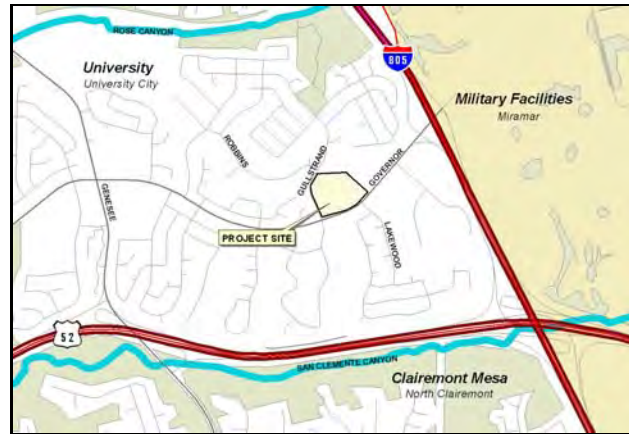 ROSE CANYON
University
University City
805
Military Facilities
Miramar
ROBBINS
GULLSTRAND
GOVERNOR
GENESEE
LAKEWOOD
PROJECT SITE
52
SAN CLEMENTE CANYON
Clairemont Mesa
North Clairemont